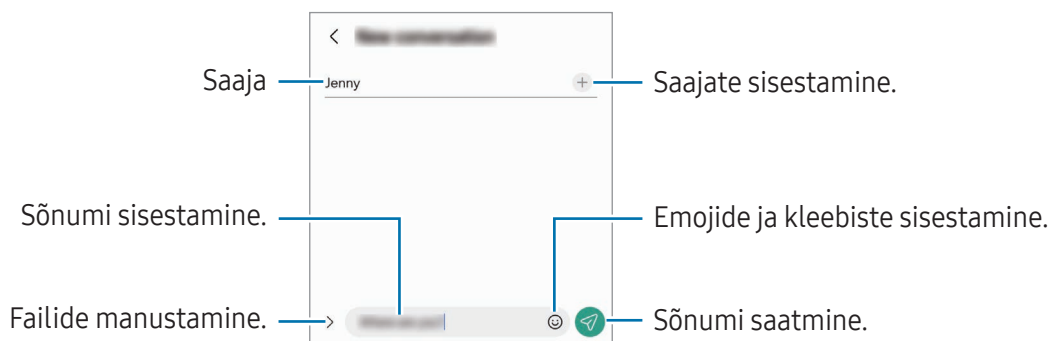 Saaja
Jenny
Saajate sisestamine.
Sõnumi sisestamine.
Emojide ja kleebiste sisestamine.
Failide manustamine.
Sõnumi saatmine.